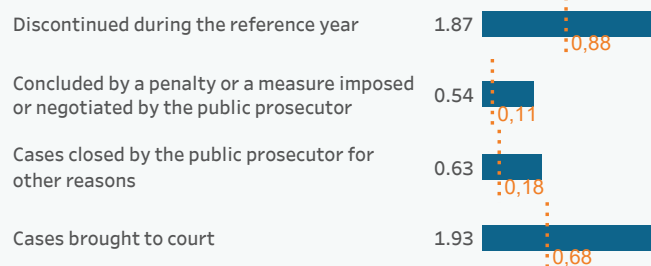 Discontinued during the reference year 1.87
0,88
Concluded by a penalty or a measure imposed
or negotiated by the public prosecutor 0.54
0,11
Cases closed by the public prosecutor for
other reasons 0.63
0,18
Cases brought to court 1.93
0,68